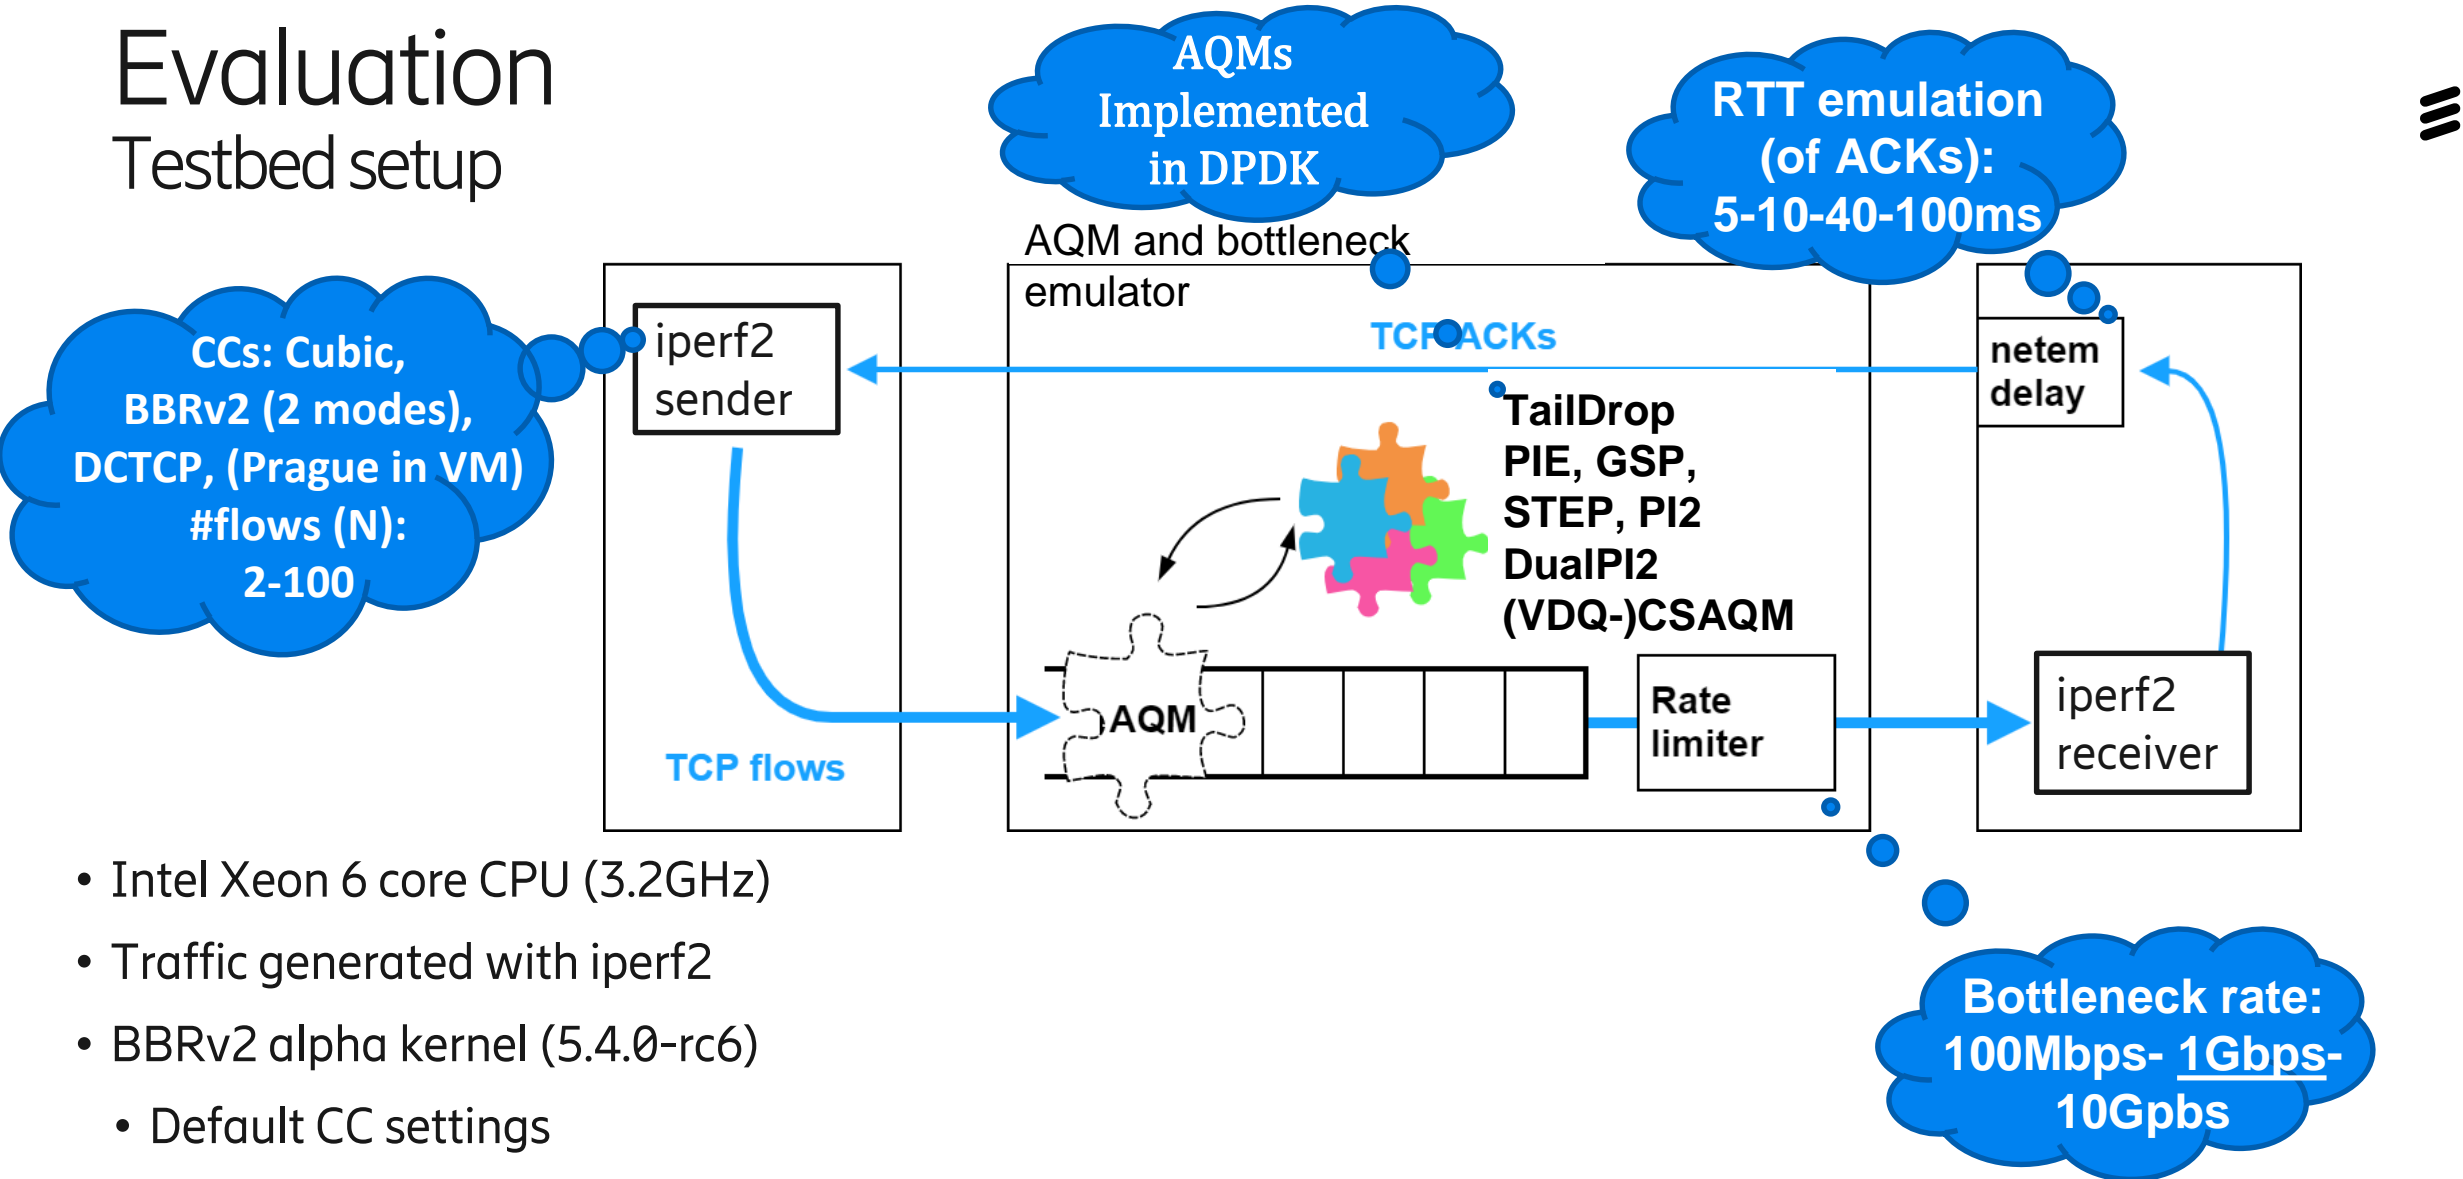 Evaluation
Testbed setup
AQMs
Implemented
in DPDK
RTT emulation
(of ACKs):
5-10-40-100ms
CCs: Cubic,
BBRv2 (2 modes),
DCTCP, (Prague in VM)
#flows (N):
2-100
iperf2
sender
TCP flows
AQM and bottleneck
emulator
TCP ACKs
TailDrop
PIE, GSP,
STEP, PI2
DualPI2
(VDQ-)CSAQM
AQM
Rate
limiter
netem
delay
iperf2
receiver
Bottleneck rate:
100Mbps- 1Gbps-
10Gpbs
• Intel Xeon 6 core CPU (3.2GHz)
• Traffic generated with iperf2
• BBRv2 alpha kernel (5.4.0-rc6)
• Default CC settings